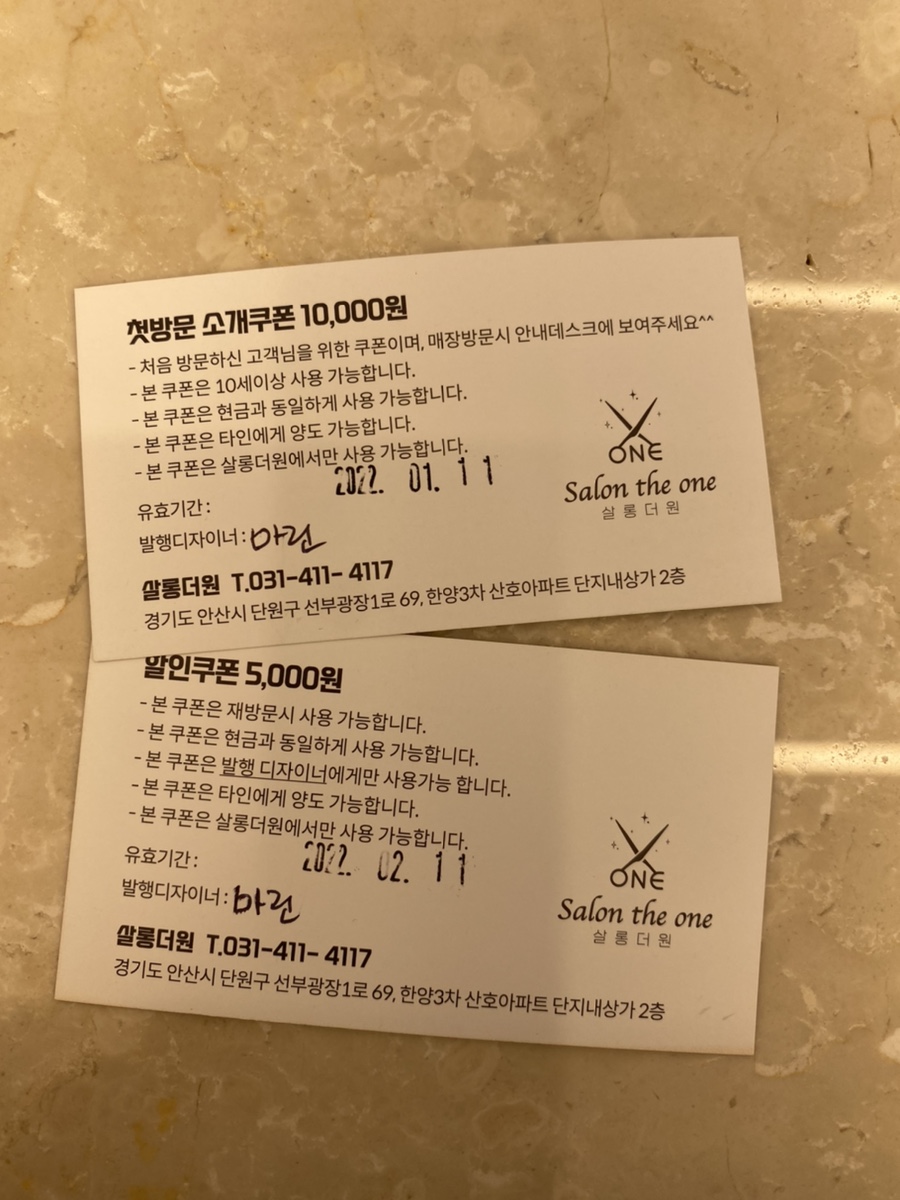 첫방문 소개쿠폰 10,000원
- 처음 방문하신 고객님을 위한 쿠폰이며, 매장방문시 안내데스크에 보여주세요^^
- 본 쿠폰은 10세이상 사용 가능합니다.
- 본 쿠폰은 현금과 동일하게 사용 가능합니다.
- 본 쿠폰은 타인에게 양도 가능합니다.
- 본 쿠폰은 살롱더원에서만 사용 가능합니다.
유효기간 : 2022. 01. 11
발행디자이너 : 마린
살롱더원 T.031-411- 4117
경기도 안산시 단원구 선부광장1로 69, 한양3차 산호아파트 단지내상가 2층
ONE
Salon the one
살롱더원
할인쿠폰 5,000원
- 본 쿠폰은 재방문시 사용 가능합니다.
- 본 쿠폰은 현금과 동일하게 사용 가능합니다.
- 본 쿠폰은 발행 디자이너에게만 사용가능 합니다.
- 본 쿠폰은 타인에게 양도 가능합니다.
- 본 쿠폰은 살롱더원에서만 사용 가능합니다.
유효기간 : 2022. 02. 11
발행디자이너 : 마린
살롱더원 T.031-411- 4117
경기도 안산시 단원구 선부광장1로 69, 한양3차 산호아파트 단지내상가 2층
ONE
Salon the one
살롱더원